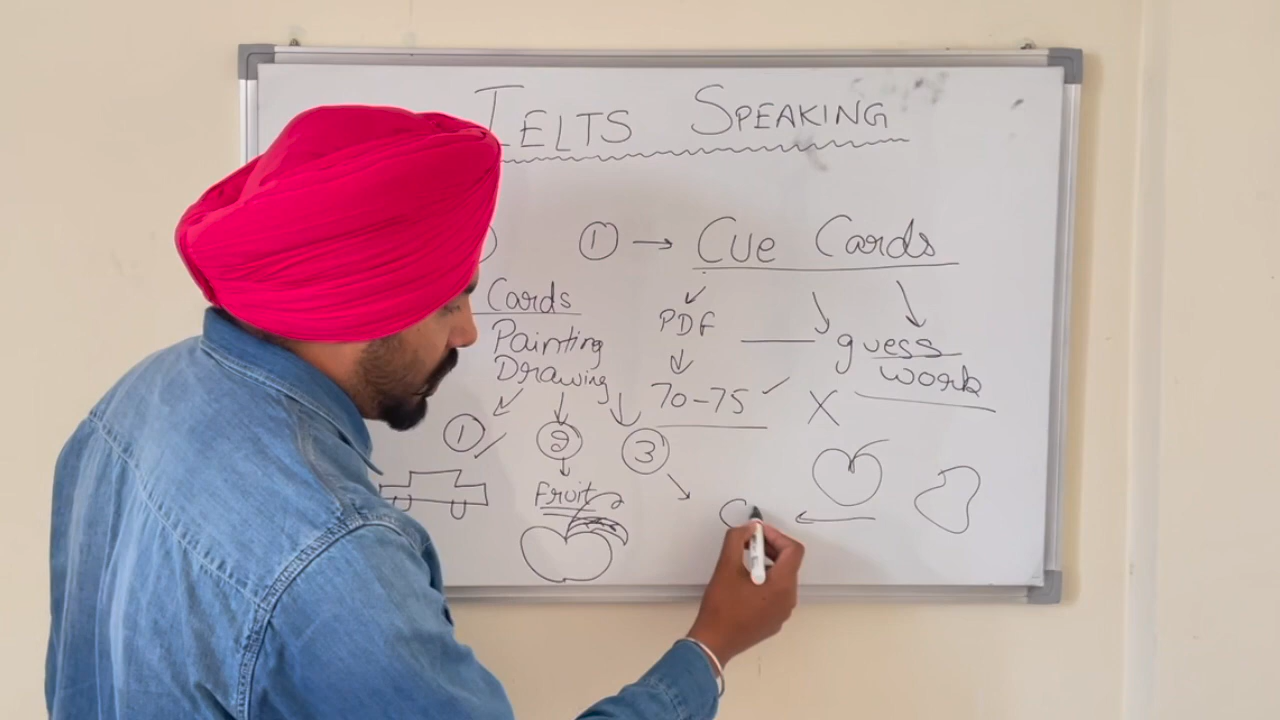 IELTS SPEAKING
① → Cue Cards
Cards
Painting
Drawing
① ② ③
Fruit
PDF
70-75 ✓
guess
work
X